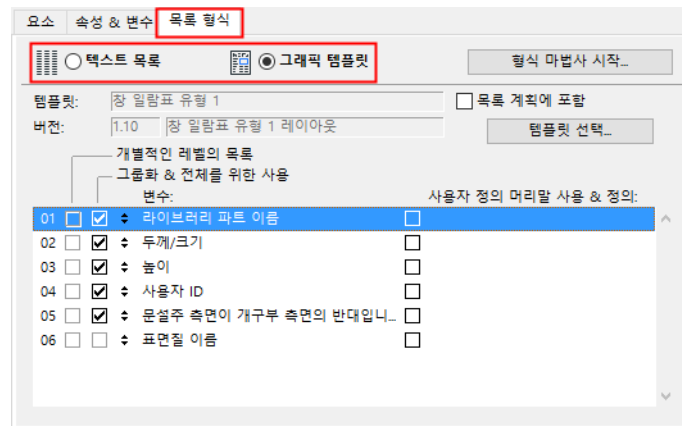 요소 속성 & 변수 목록 형식
텍스트 목록 그래픽 템플릿 형식 마법사 시작...
템플릿: 창 일람표 유형 1 목록 계획에 포함
버전: 1.10 창 일람표 유형 1 레이아웃 템플릿 선택...
개별적인 레벨의 목록
그룹화 & 전체를 위한 사용
변수: 사용자 정의 머리말 사용 & 정의:
01 라이브러리 파트 이름
02 두께/크기
03 높이
04 사용자 ID
05 문설주 측면이 개구부 측면의 반대입니...
06 표면질 이름